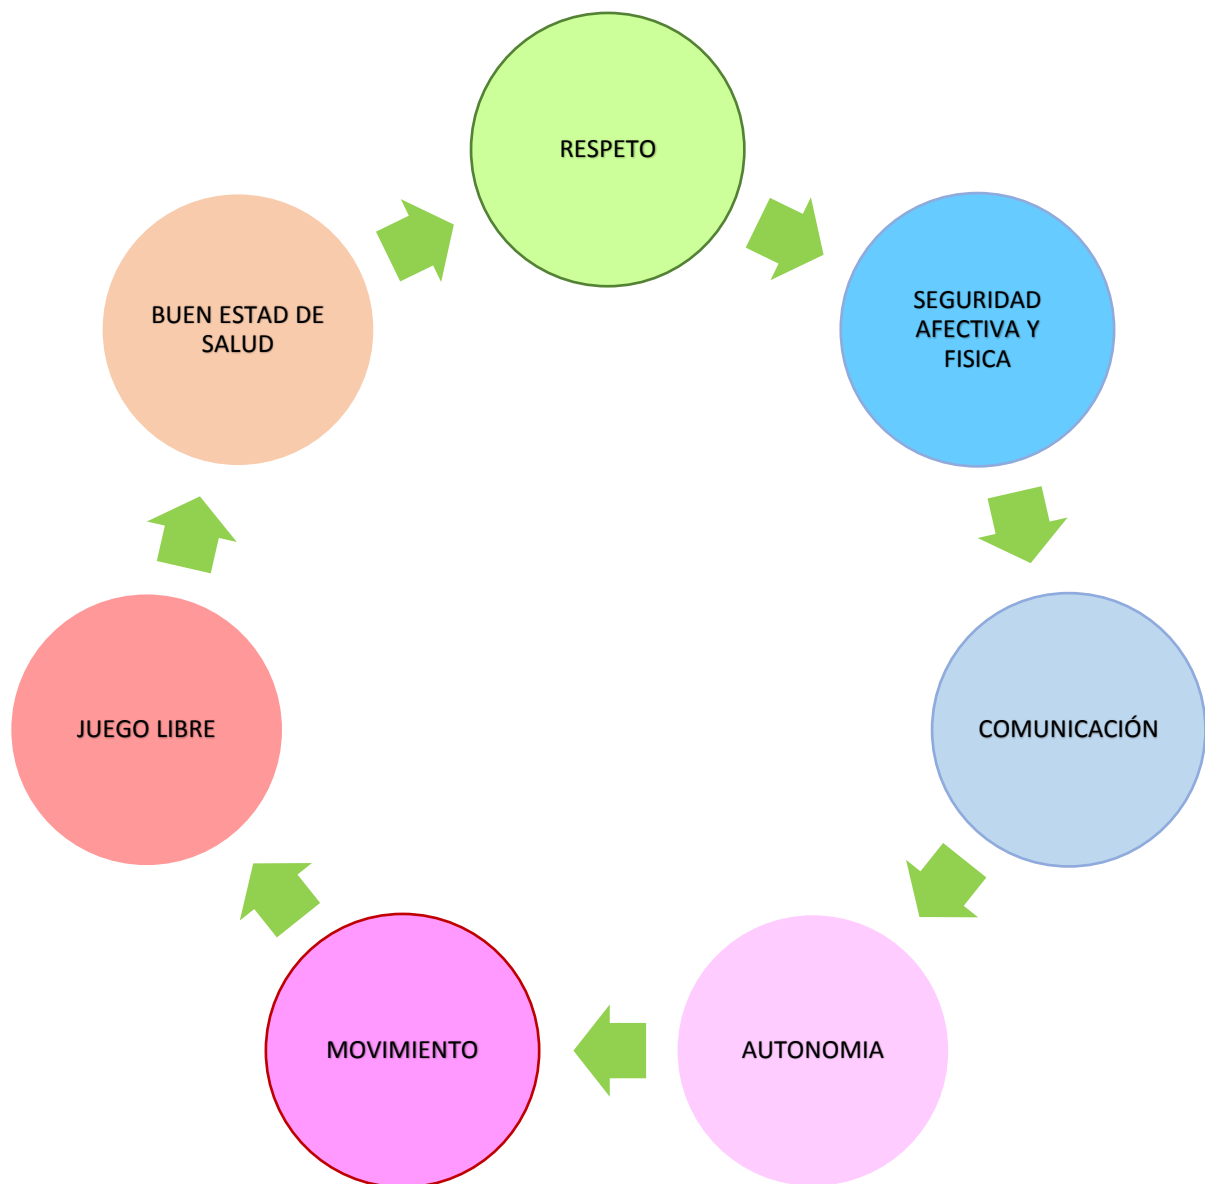 RESPETO
SEGURIDAD
AFECTIVA Y
FISICA
COMUNICACIÓN
AUTONOMIA
MOVIMIENTO
JUEGO LIBRE
BUEN ESTAD DE
SALUD